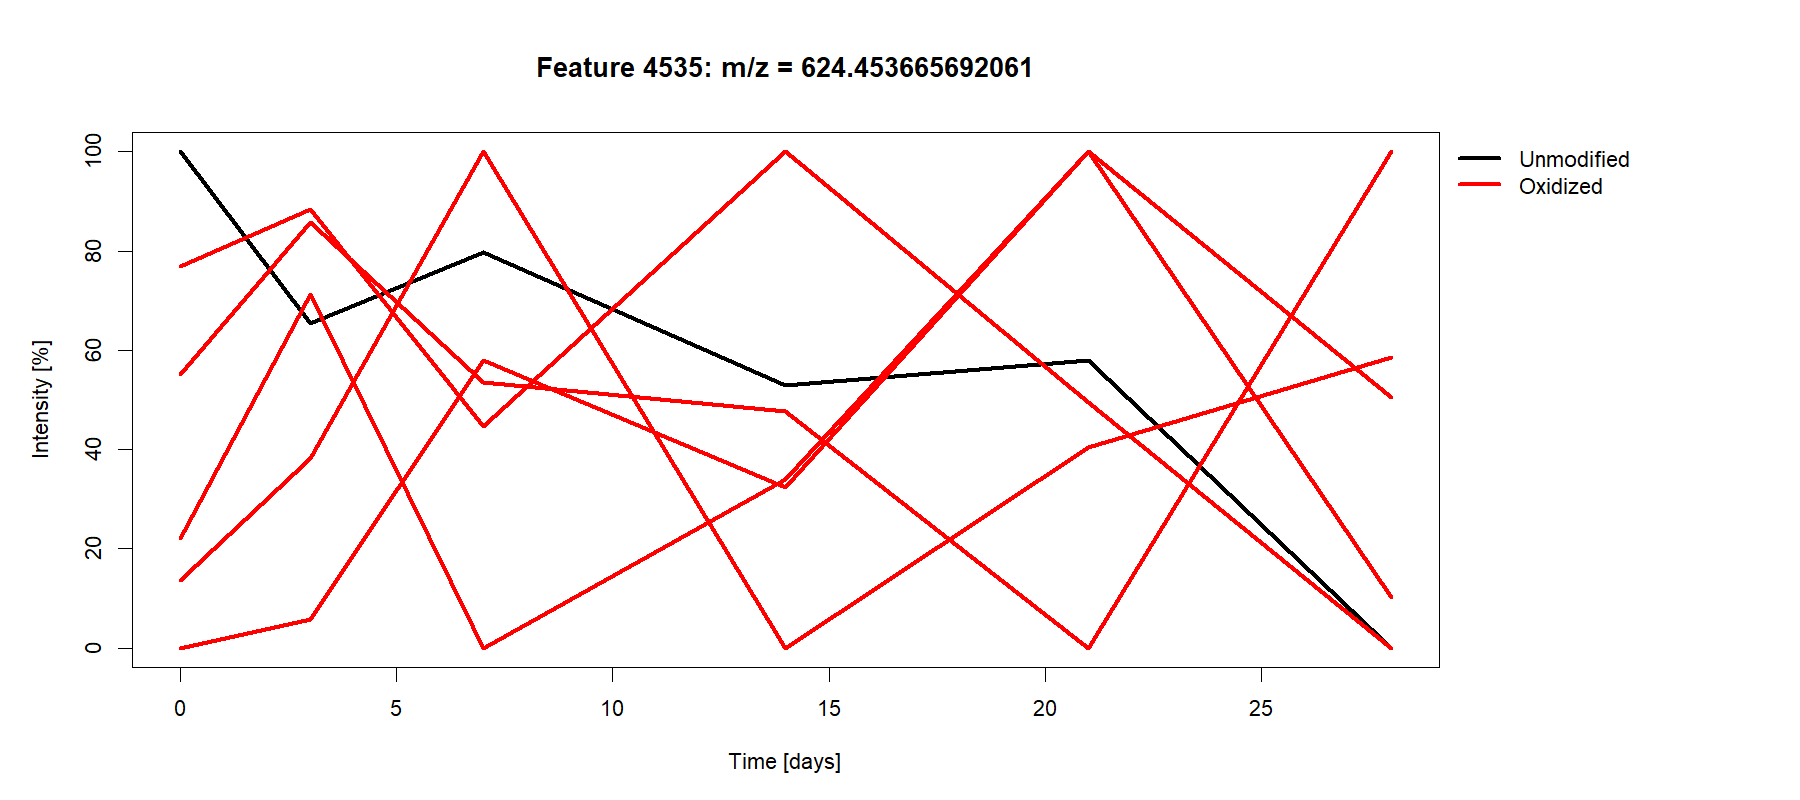 Feature 4535: m/z = 624.453665692061
Unmodified
Oxidized
Intensity [%]
100
80
60
40
20
0
0 5 10 15 20 25
Time [days]